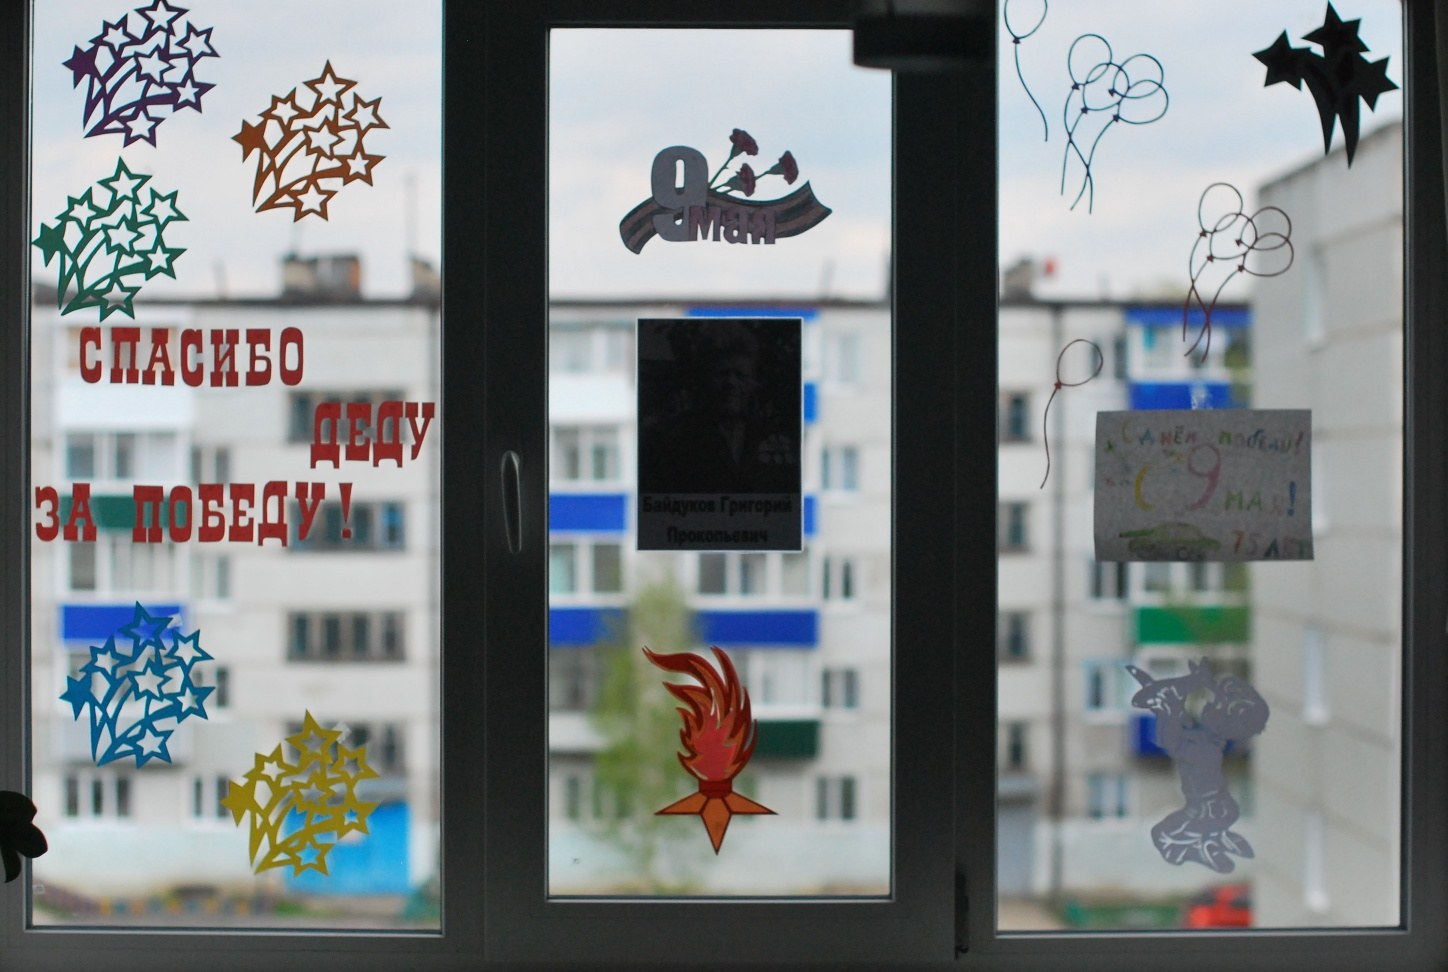 СПАСИБО
ДЕДУ
ЗА ПОБЕДУ!
9
мая
Байдуков Григорий
Прокопьевич
С ДНЁМ ПОБЕДЫ!
С 9
МАЯ!
75 ЛЕТ